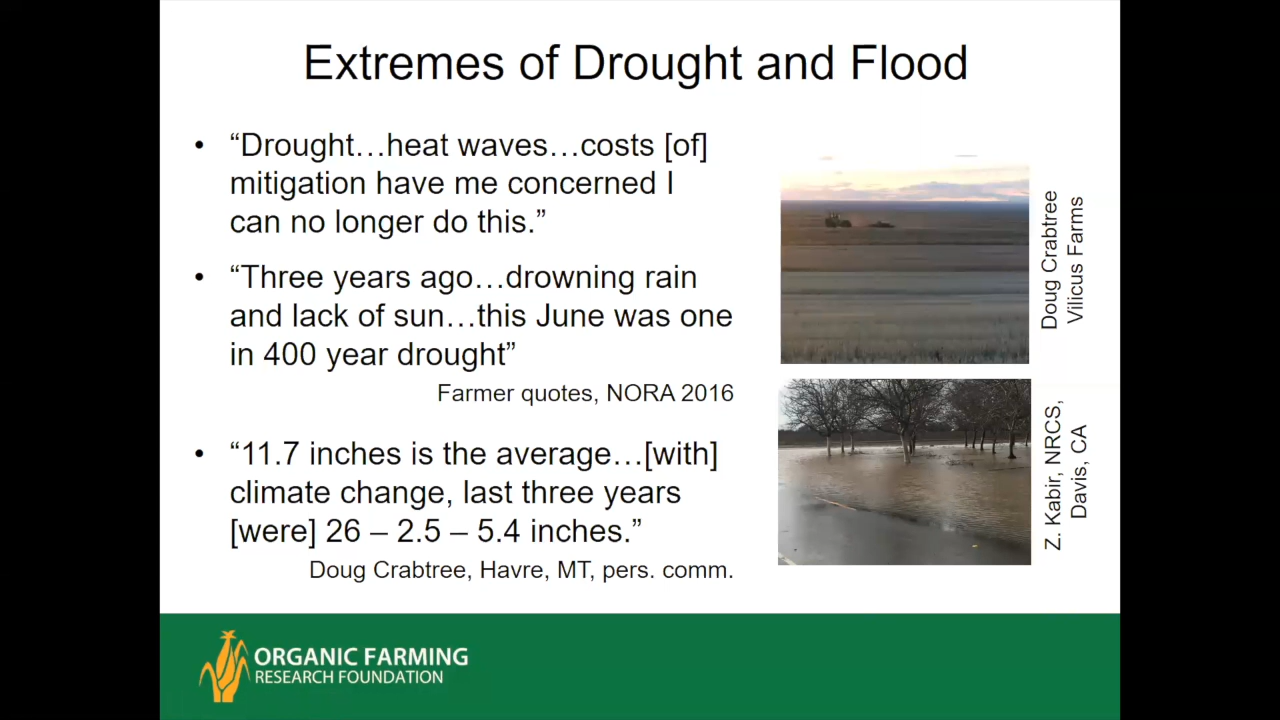 Extremes of Drought and Flood
• “Drought…heat waves…costs [of]
mitigation have me concerned I
can no longer do this.”
• “Three years ago…drowning rain
and lack of sun…this June was one
in 400 year drought”
Farmer quotes, NORA 2016
• “11.7 inches is the average…[with]
climate change, last three years
[were] 26 – 2.5 – 5.4 inches.”
Doug Crabtree, Havre, MT, pers. comm.
Doug Crabtree
Vilicus Farms
Z. Kabir, NRCS,
Davis, CA
ORGANIC FARMING
RESEARCH FOUNDATION